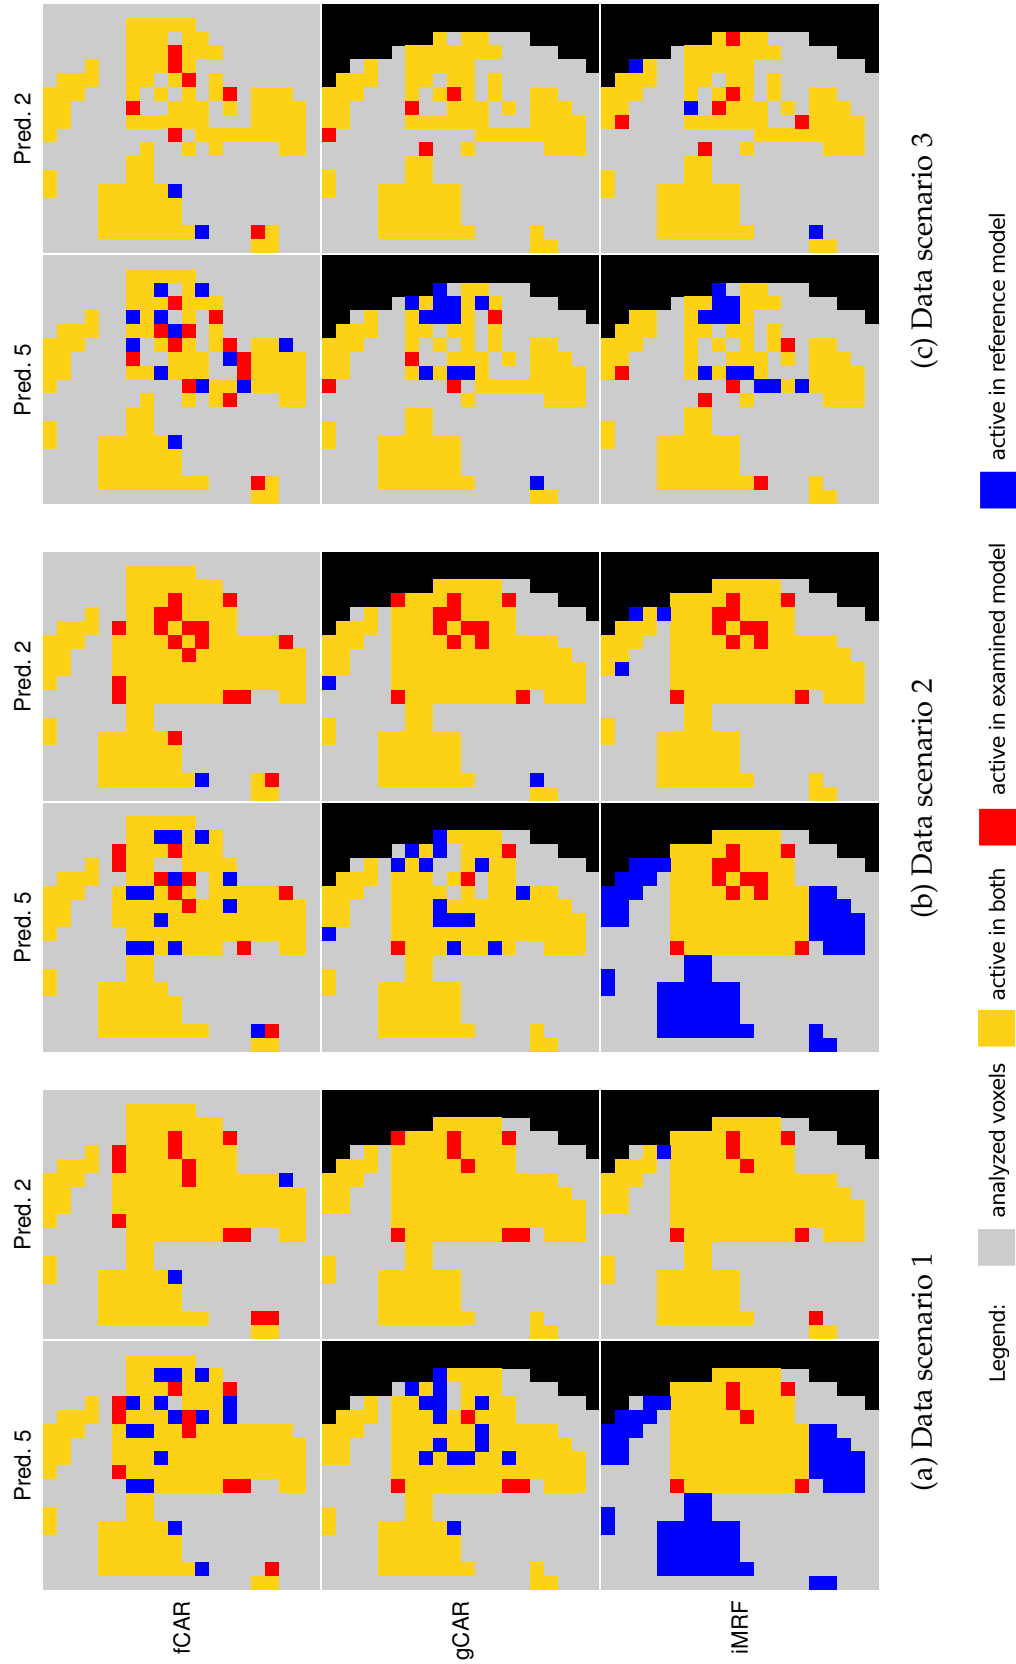 Pred. 5
Pred. 2
Pred. 5
Pred. 2
Pred. 5
Pred. 2
fCAR
gCAR
iMRF
(a) Data scenario 1
(b) Data scenario 2
(c) Data scenario 3
Legend: analyzed voxels active in both active in examined model active in reference model